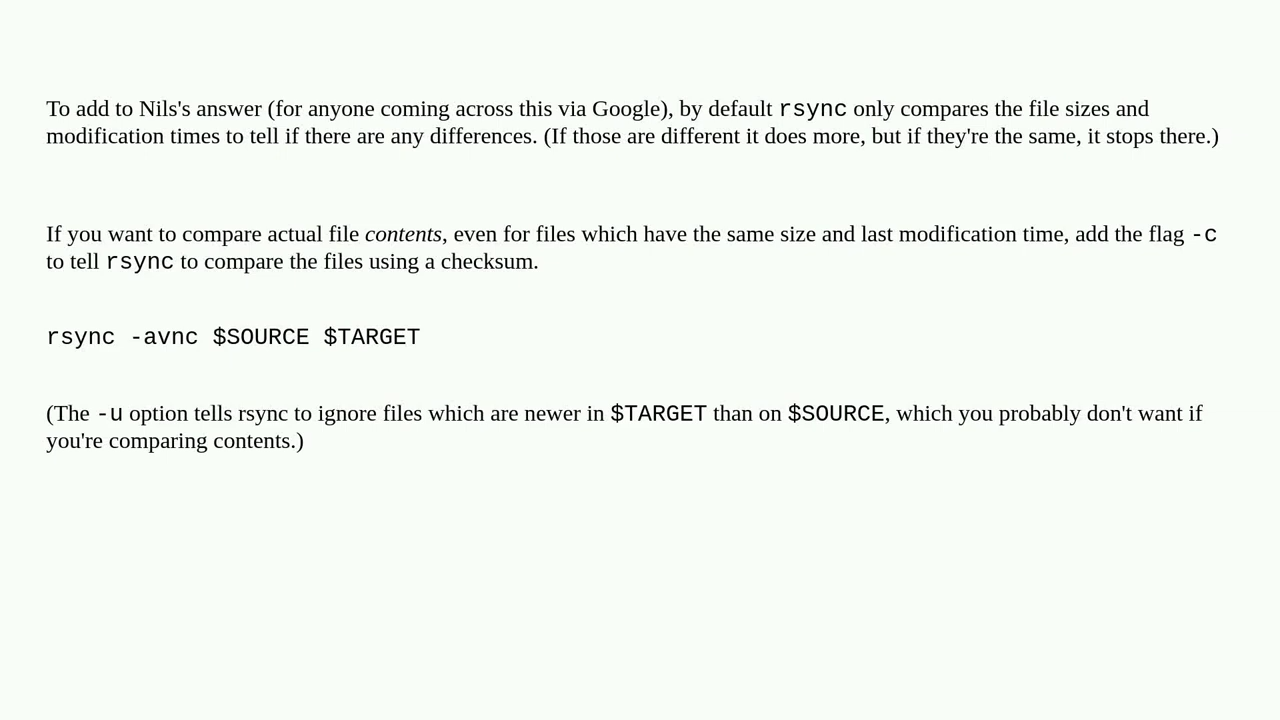 To add to Nils's answer (for anyone coming across this via Google), by default rsync only compares the file sizes and
modification times to tell if there are any differences. (If those are different it does more, but if they're the same, it stops there.)
If you want to compare actual file contents, even for files which have the same size and last modification time, add the flag -c
to tell rsync to compare the files using a checksum.
rsync -avnc $SOURCE $TARGET
(The -u option tells rsync to ignore files which are newer in $TARGET than on $SOURCE, which you probably don't want if
you're comparing contents.)